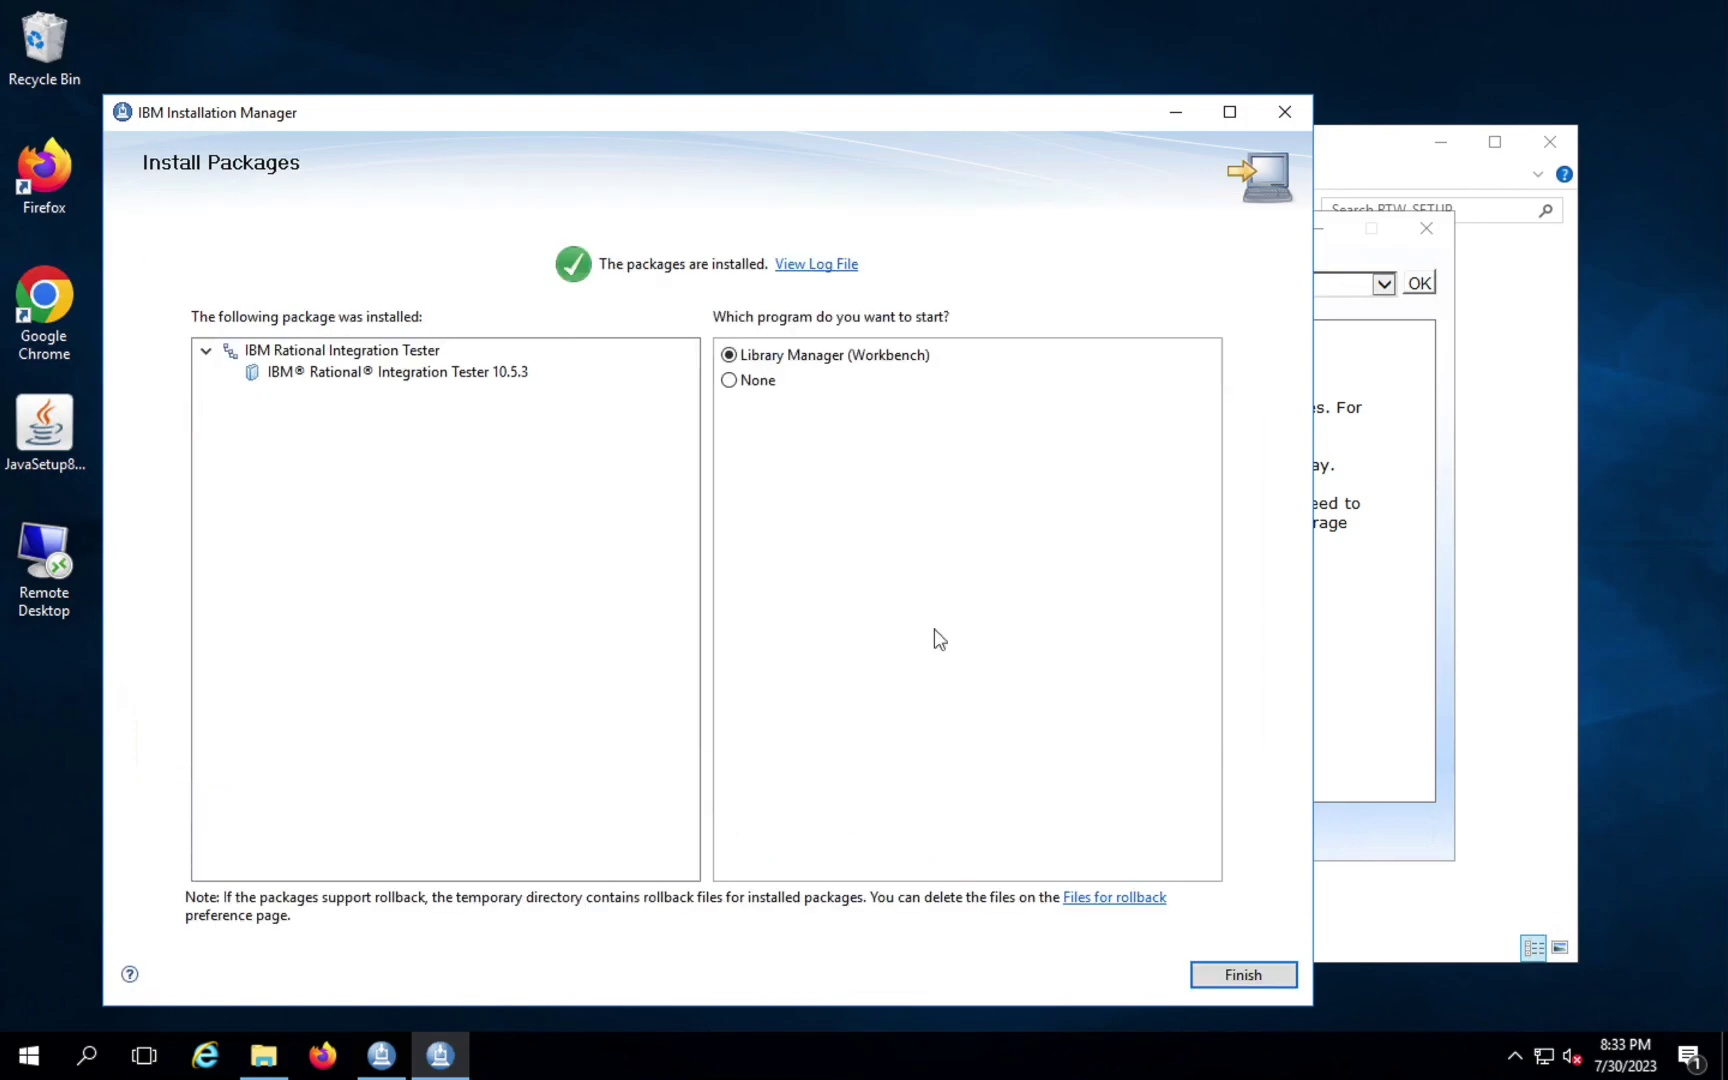 Recycle Bin
Firefox
Google
Chrome
JavaSetup8...
Remote
Desktop
IBM Installation Manager
Install Packages
The packages are installed. View Log File
The following package was installed:
IBM Rational Integration Tester
IBM® Rational® Integration Tester 10.5.3
Which program do you want to start?
Library Manager (Workbench)
None
Note: If the packages support rollback, the temporary directory contains rollback files for installed packages. You can delete the files on the Files for rollback
preference page.
Finish
Search RTW_SETUP
OK
s. For
ay.
eed to
rage
8:33 PM
7/30/2023
1